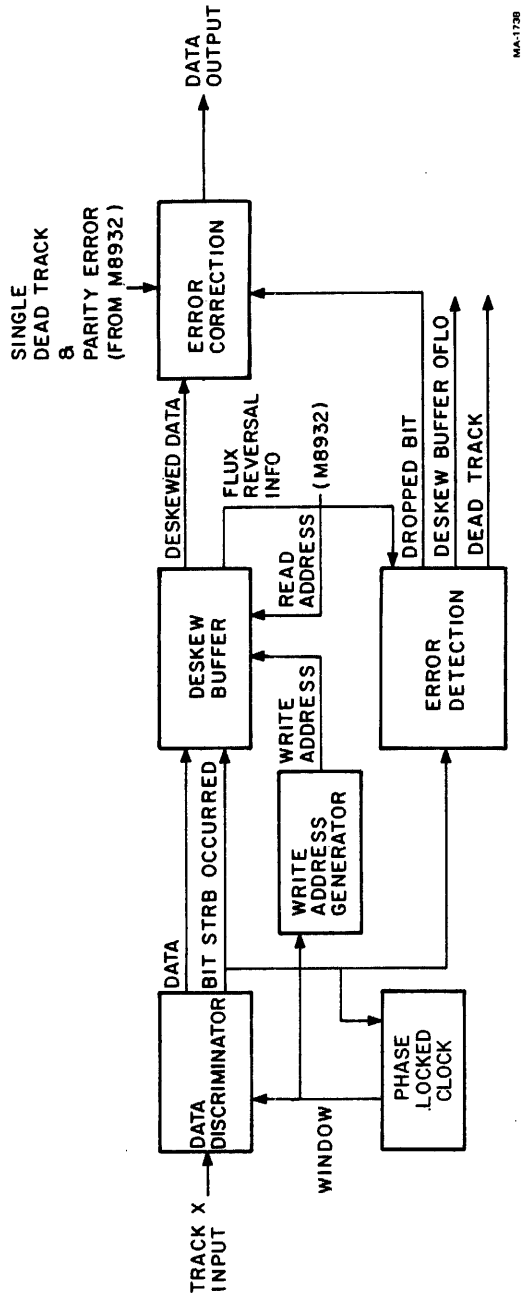 TRACK X
INPUT
DATA
DISCRIMINATOR
DATA
BIT STRB OCCURRED
WINDOW
PHASE
LOCKED
CLOCK
WRITE
ADDRESS
GENERATOR
WRITE
ADDRESS
DESKEW
BUFFER
READ
ADDRESS
(M8932)
FLUX
REVERSAL
INFO
DESKEWED DATA
ERROR
DETECTION
DROPPED BIT
DESKEW BUFFER OFLO
DEAD TRACK
SINGLE
DEAD TRACK
&
PARITY ERROR
(FROM M8932)
ERROR
CORRECTION
DATA
OUTPUT
MA-1738